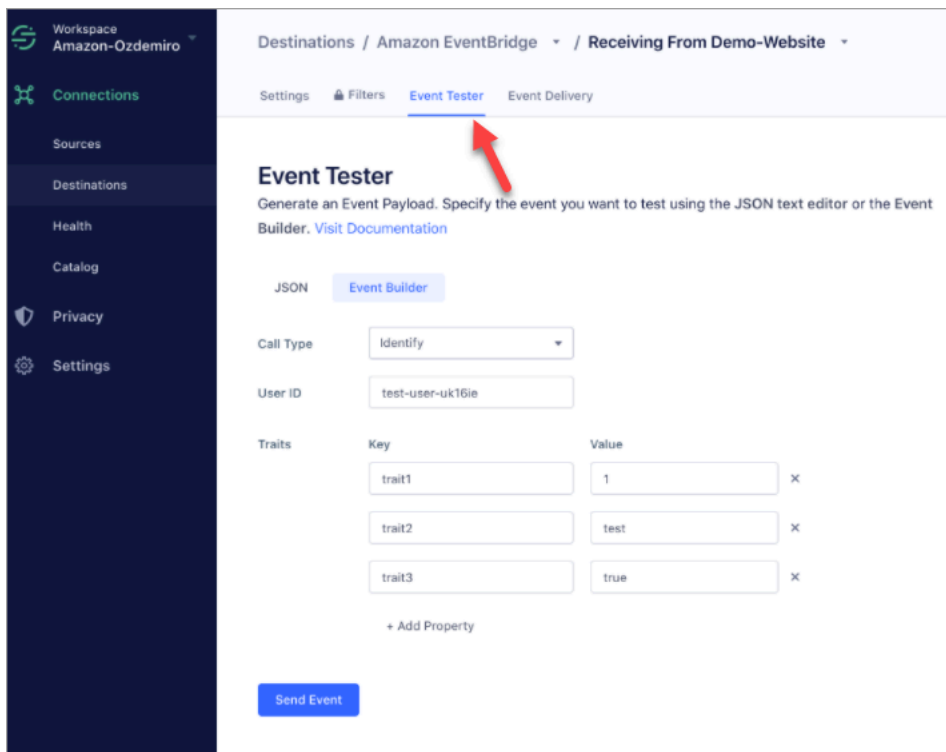 Workspace
Amazon-Ozdemiro
Connections
Sources
Destinations
Health
Catalog
Privacy
Settings
Destinations / Amazon EventBridge / Receiving From Demo-Website
Settings Filters Event Tester Event Delivery
Event Tester
Generate an Event Payload. Specify the event you want to test using the JSON text editor or the Event
Builder. Visit Documentation
JSON Event Builder
Call Type Identify
User ID test-user-uk16ie
Traits Key Value
trait1 1
trait2 test
trait3 true
+ Add Property
Send Event